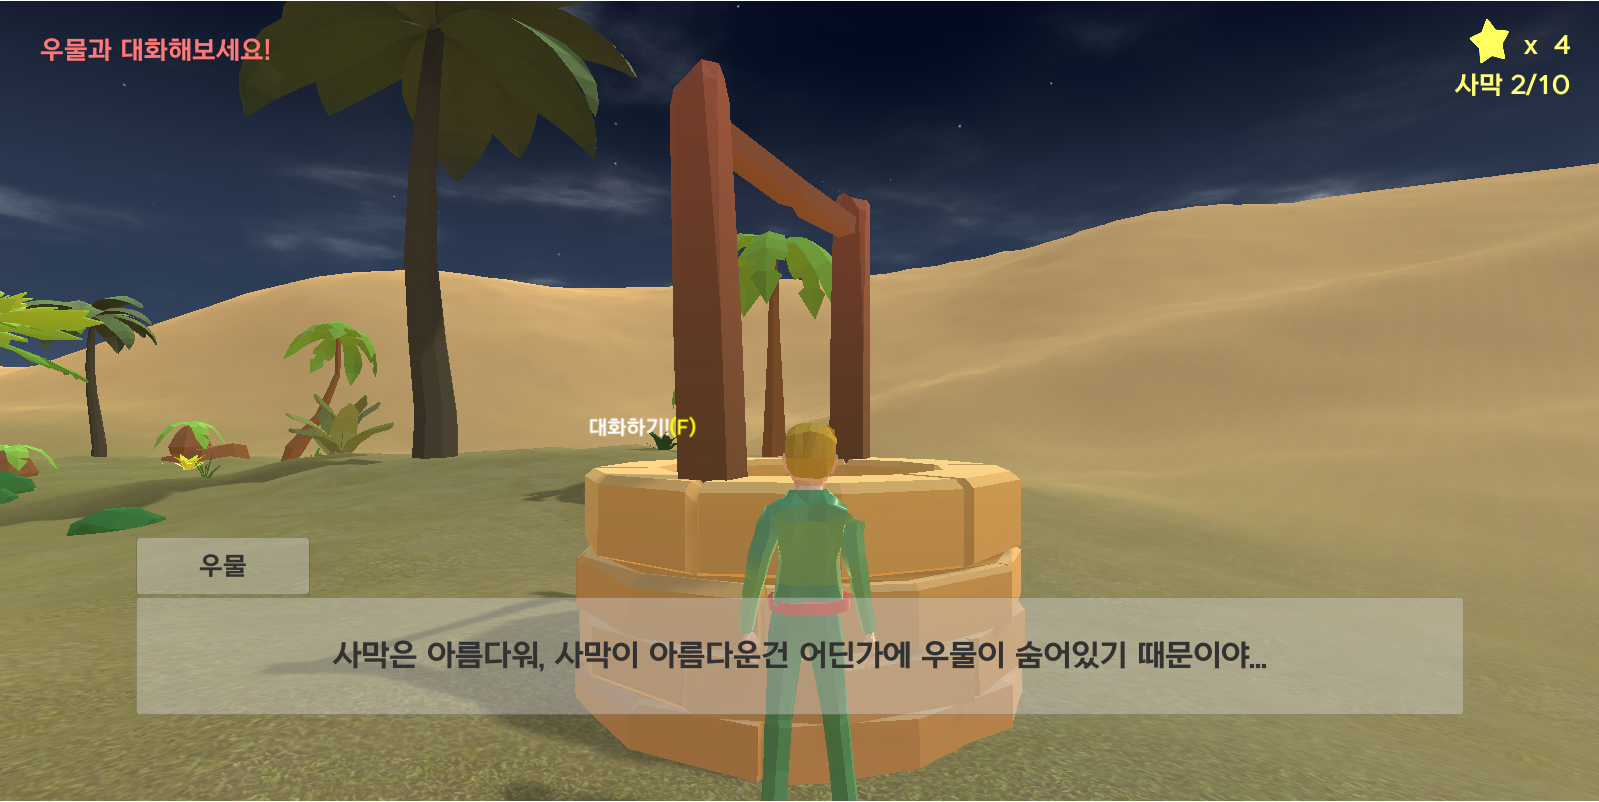 우물과 대화해보세요!
x 4
사막 2/10
대화하기!(F)
우물
사막은 아름다워, 사막이 아름다운건 어딘가에 우물이 숨어있기 때문이야...